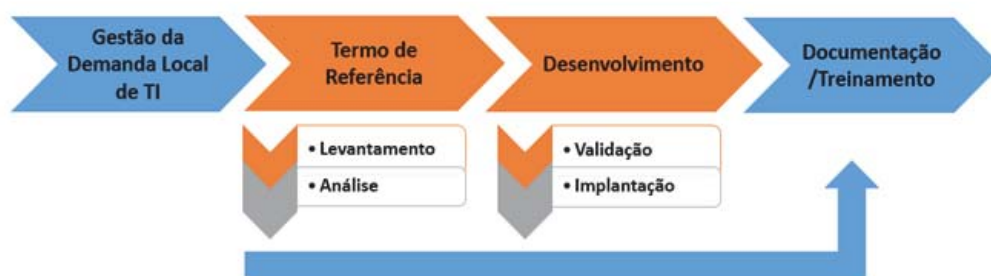 Gestão da
Demanda Local
de TI
Termo de
Referência
Desenvolvimento
Documentação
/Treinamento
• Levantamento
• Análise
• Validação
• Implantação